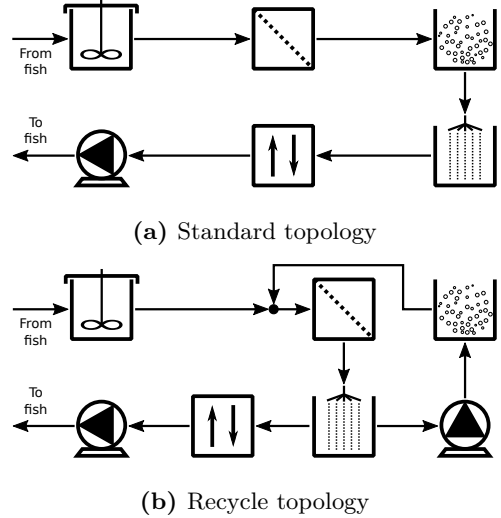 From
fish
To
fish
(a) Standard topology
From
fish
To
fish
(b) Recycle topology